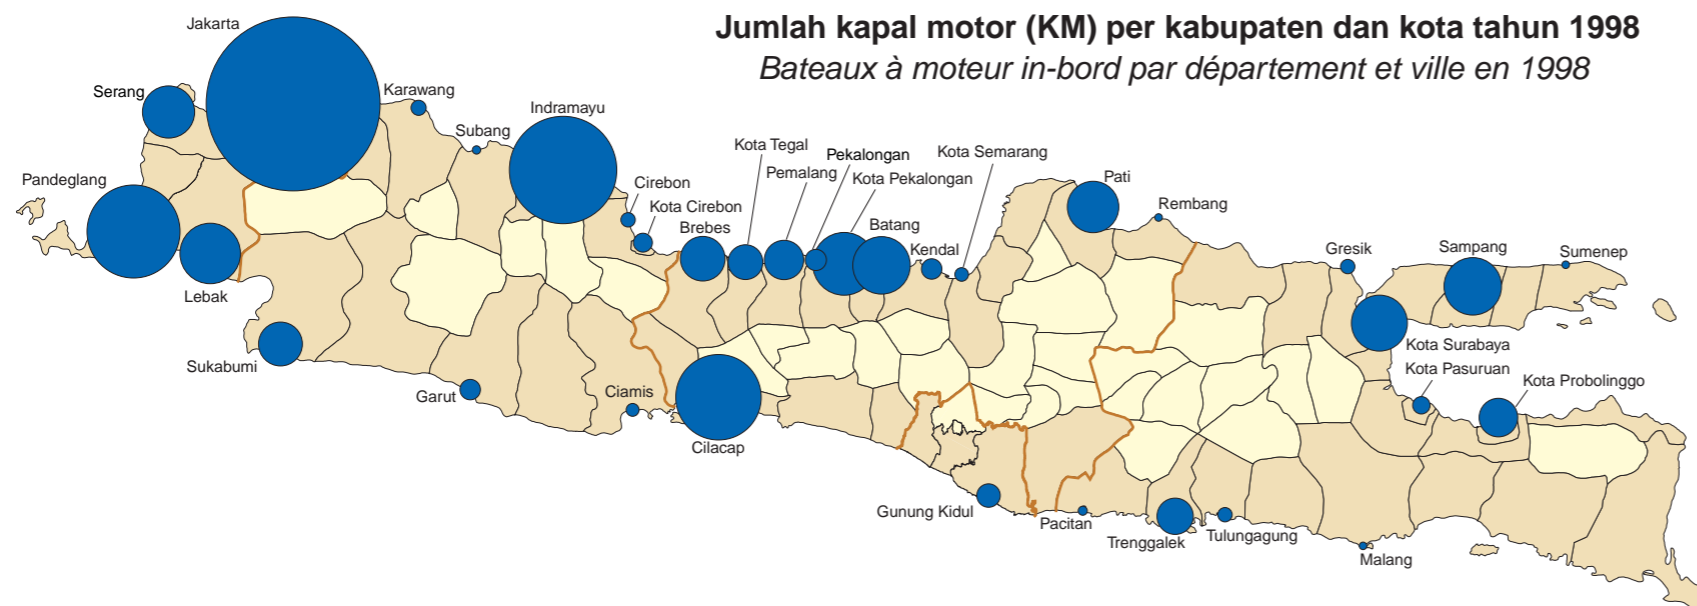 Jumlah kapal motor (KM) per kabupaten dan kota tahun 1998
Bateaux à moteur in-bord par département et ville en 1998
Jakarta
Serang
Karawang
Indramayu
Subang
Kota Tegal
Pekalongan
Kota Semarang
Pemalang
Kota Pekalongan
Pandeglang
Cirebon
Pati
Rembang
Kota Cirebon
Brebes
Batang
Kendal
Gresik
Sampang
Sumenep
Lebak
Kota Surabaya
Sukabumi
Kota Pasuruan
Kota Probolinggo
Garut
Ciamis
Cilacap
Gunung Kidul
Pacitan
Trenggalek
Tulungagung
Malang